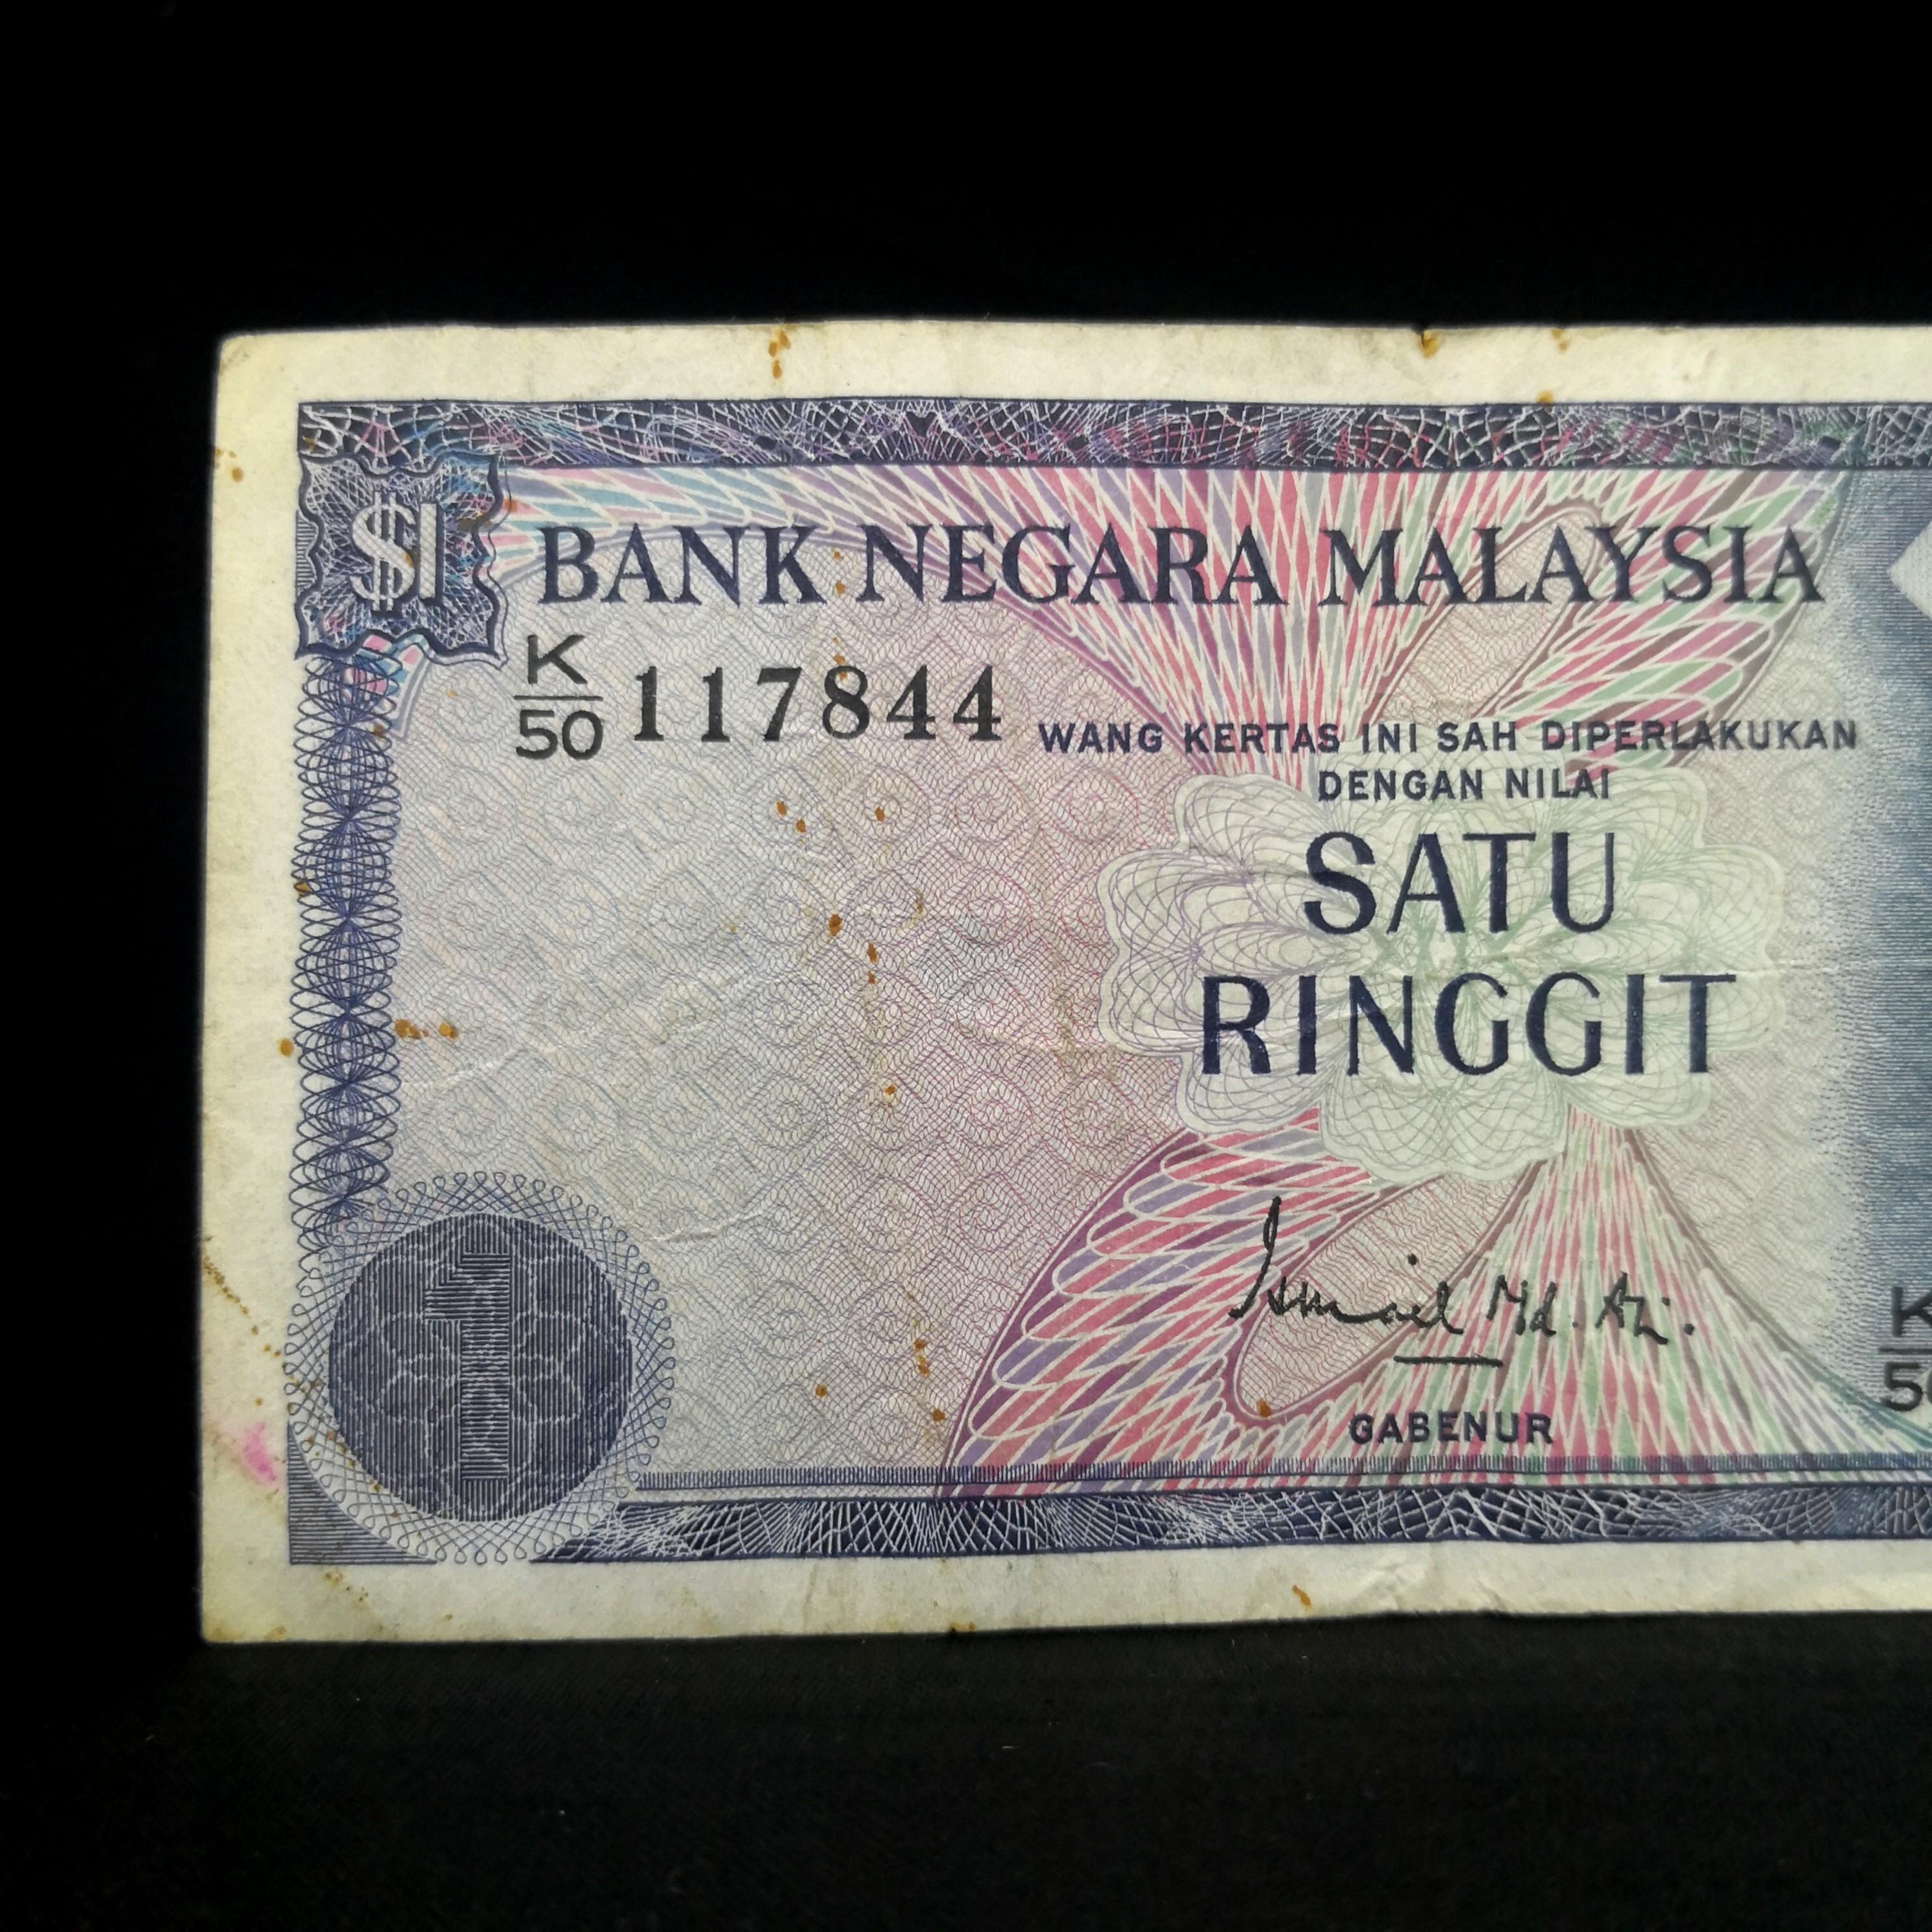 $1
BANK NEGARA MALAYSIA
K/50 117844
WANG KERTAS INI SAH DIPERLAKUKAN
DENGAN NILAI
SATU
RINGGIT
Ismail Md. Ali.
GABENUR
1
K
50